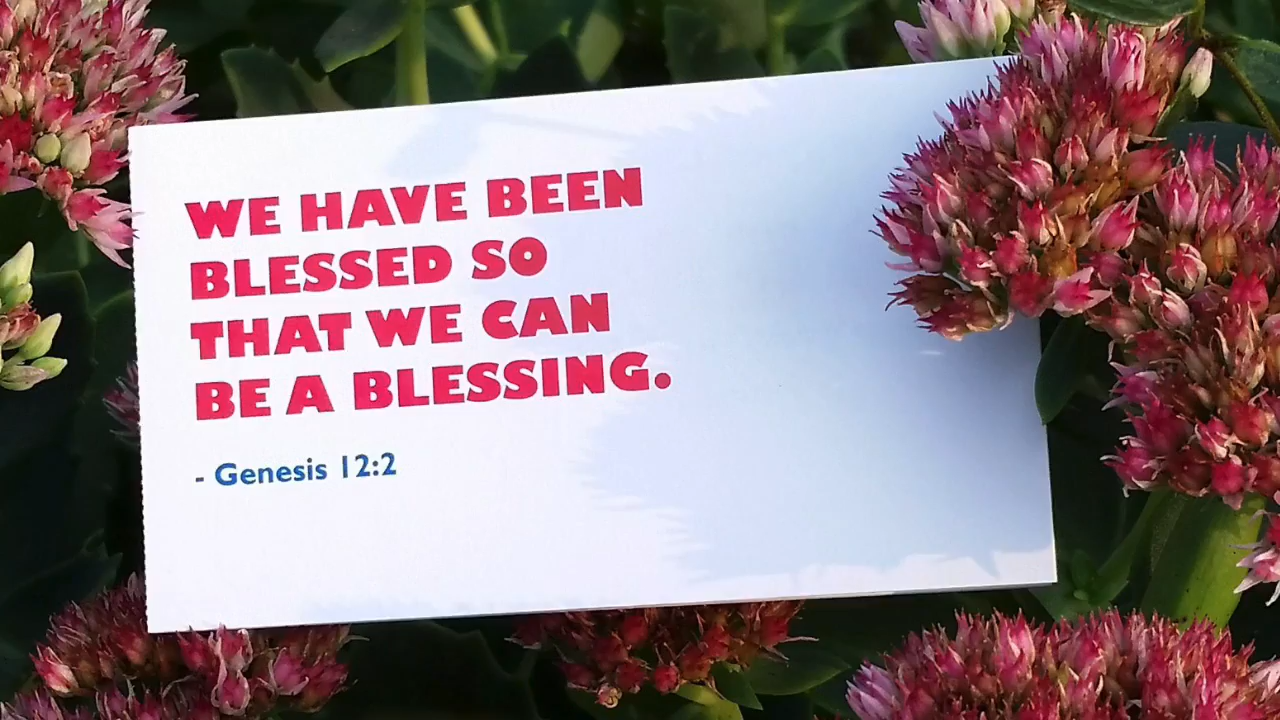 WE HAVE BEEN
BLESSED SO
THAT WE CAN
BE A BLESSING.
- Genesis 12:2